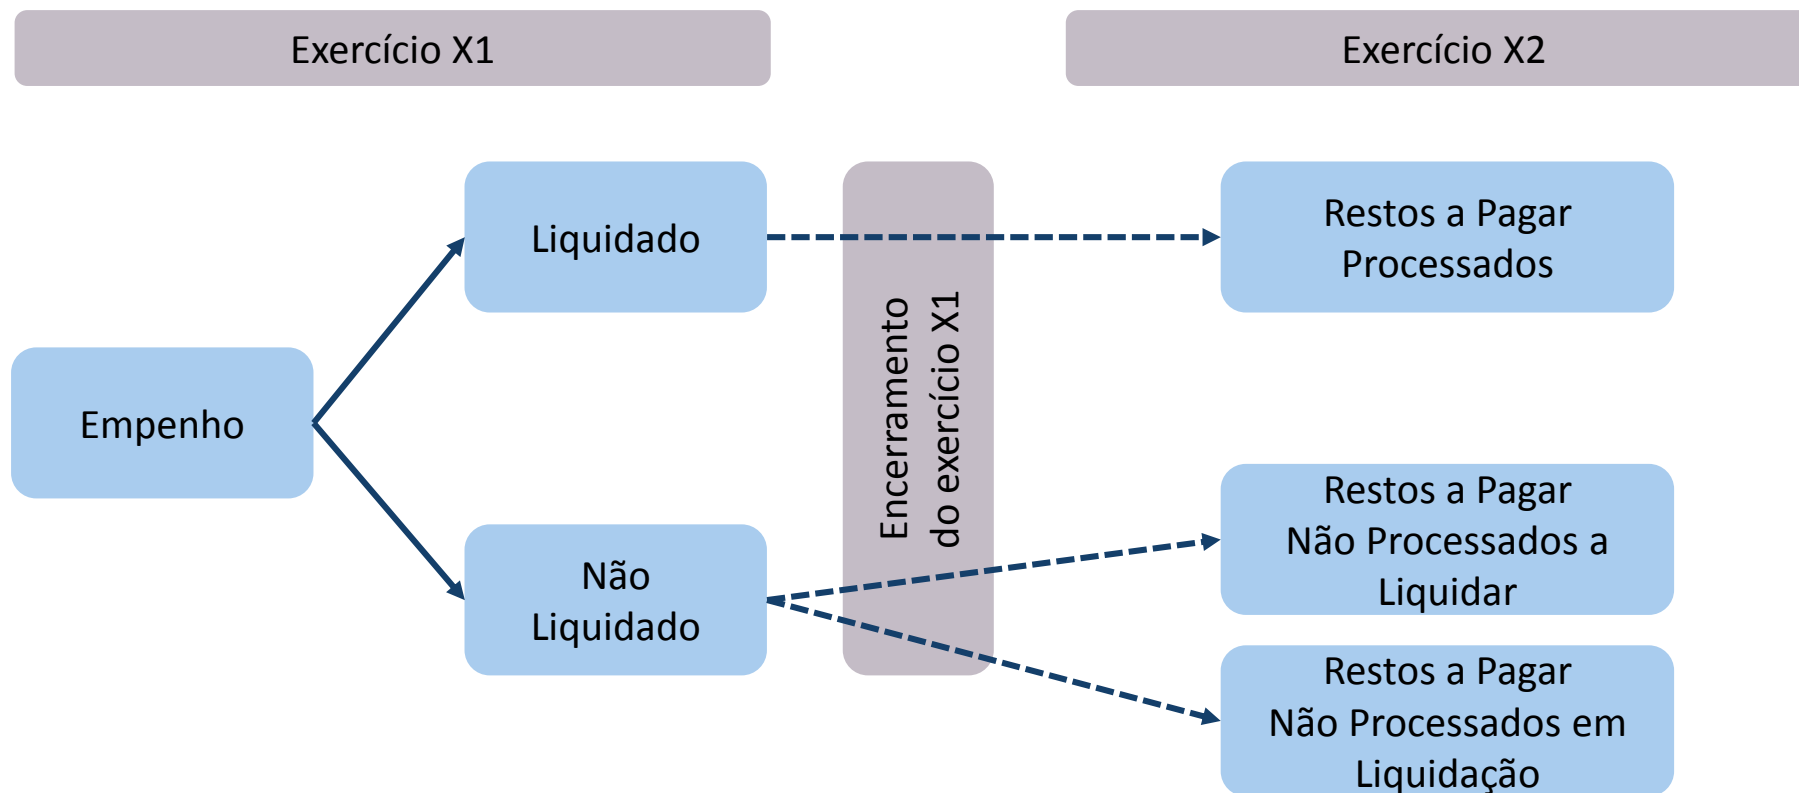 Exercício X1
Exercício X2
Liquidado
Restos a Pagar
Processados
Encerramento
do exercício X1
Empenho
Não
Liquidado
Restos a Pagar
Não Processados a
Liquidar
Restos a Pagar
Não Processados em
Liquidação